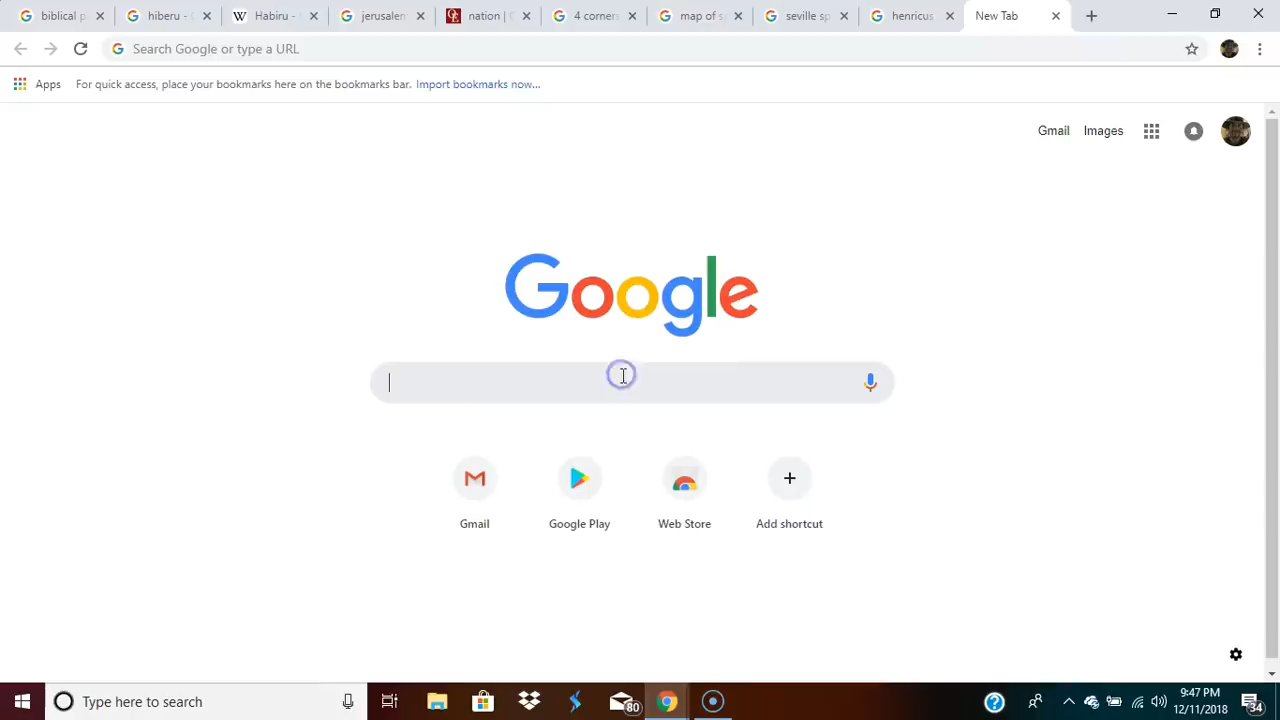 biblical p
hiberu c
Habiru -
jerusalem
nation | O
4 corners
map of s
seville sp
henricus
New Tab
Search Google or type a URL
Apps
For quick access, place your bookmarks here on the bookmarks bar. Import bookmarks now...
Gmail Images
Google
Gmail
Google Play
Web Store
Add shortcut
Type here to search
80
9:47 PM
12/11/2018
34